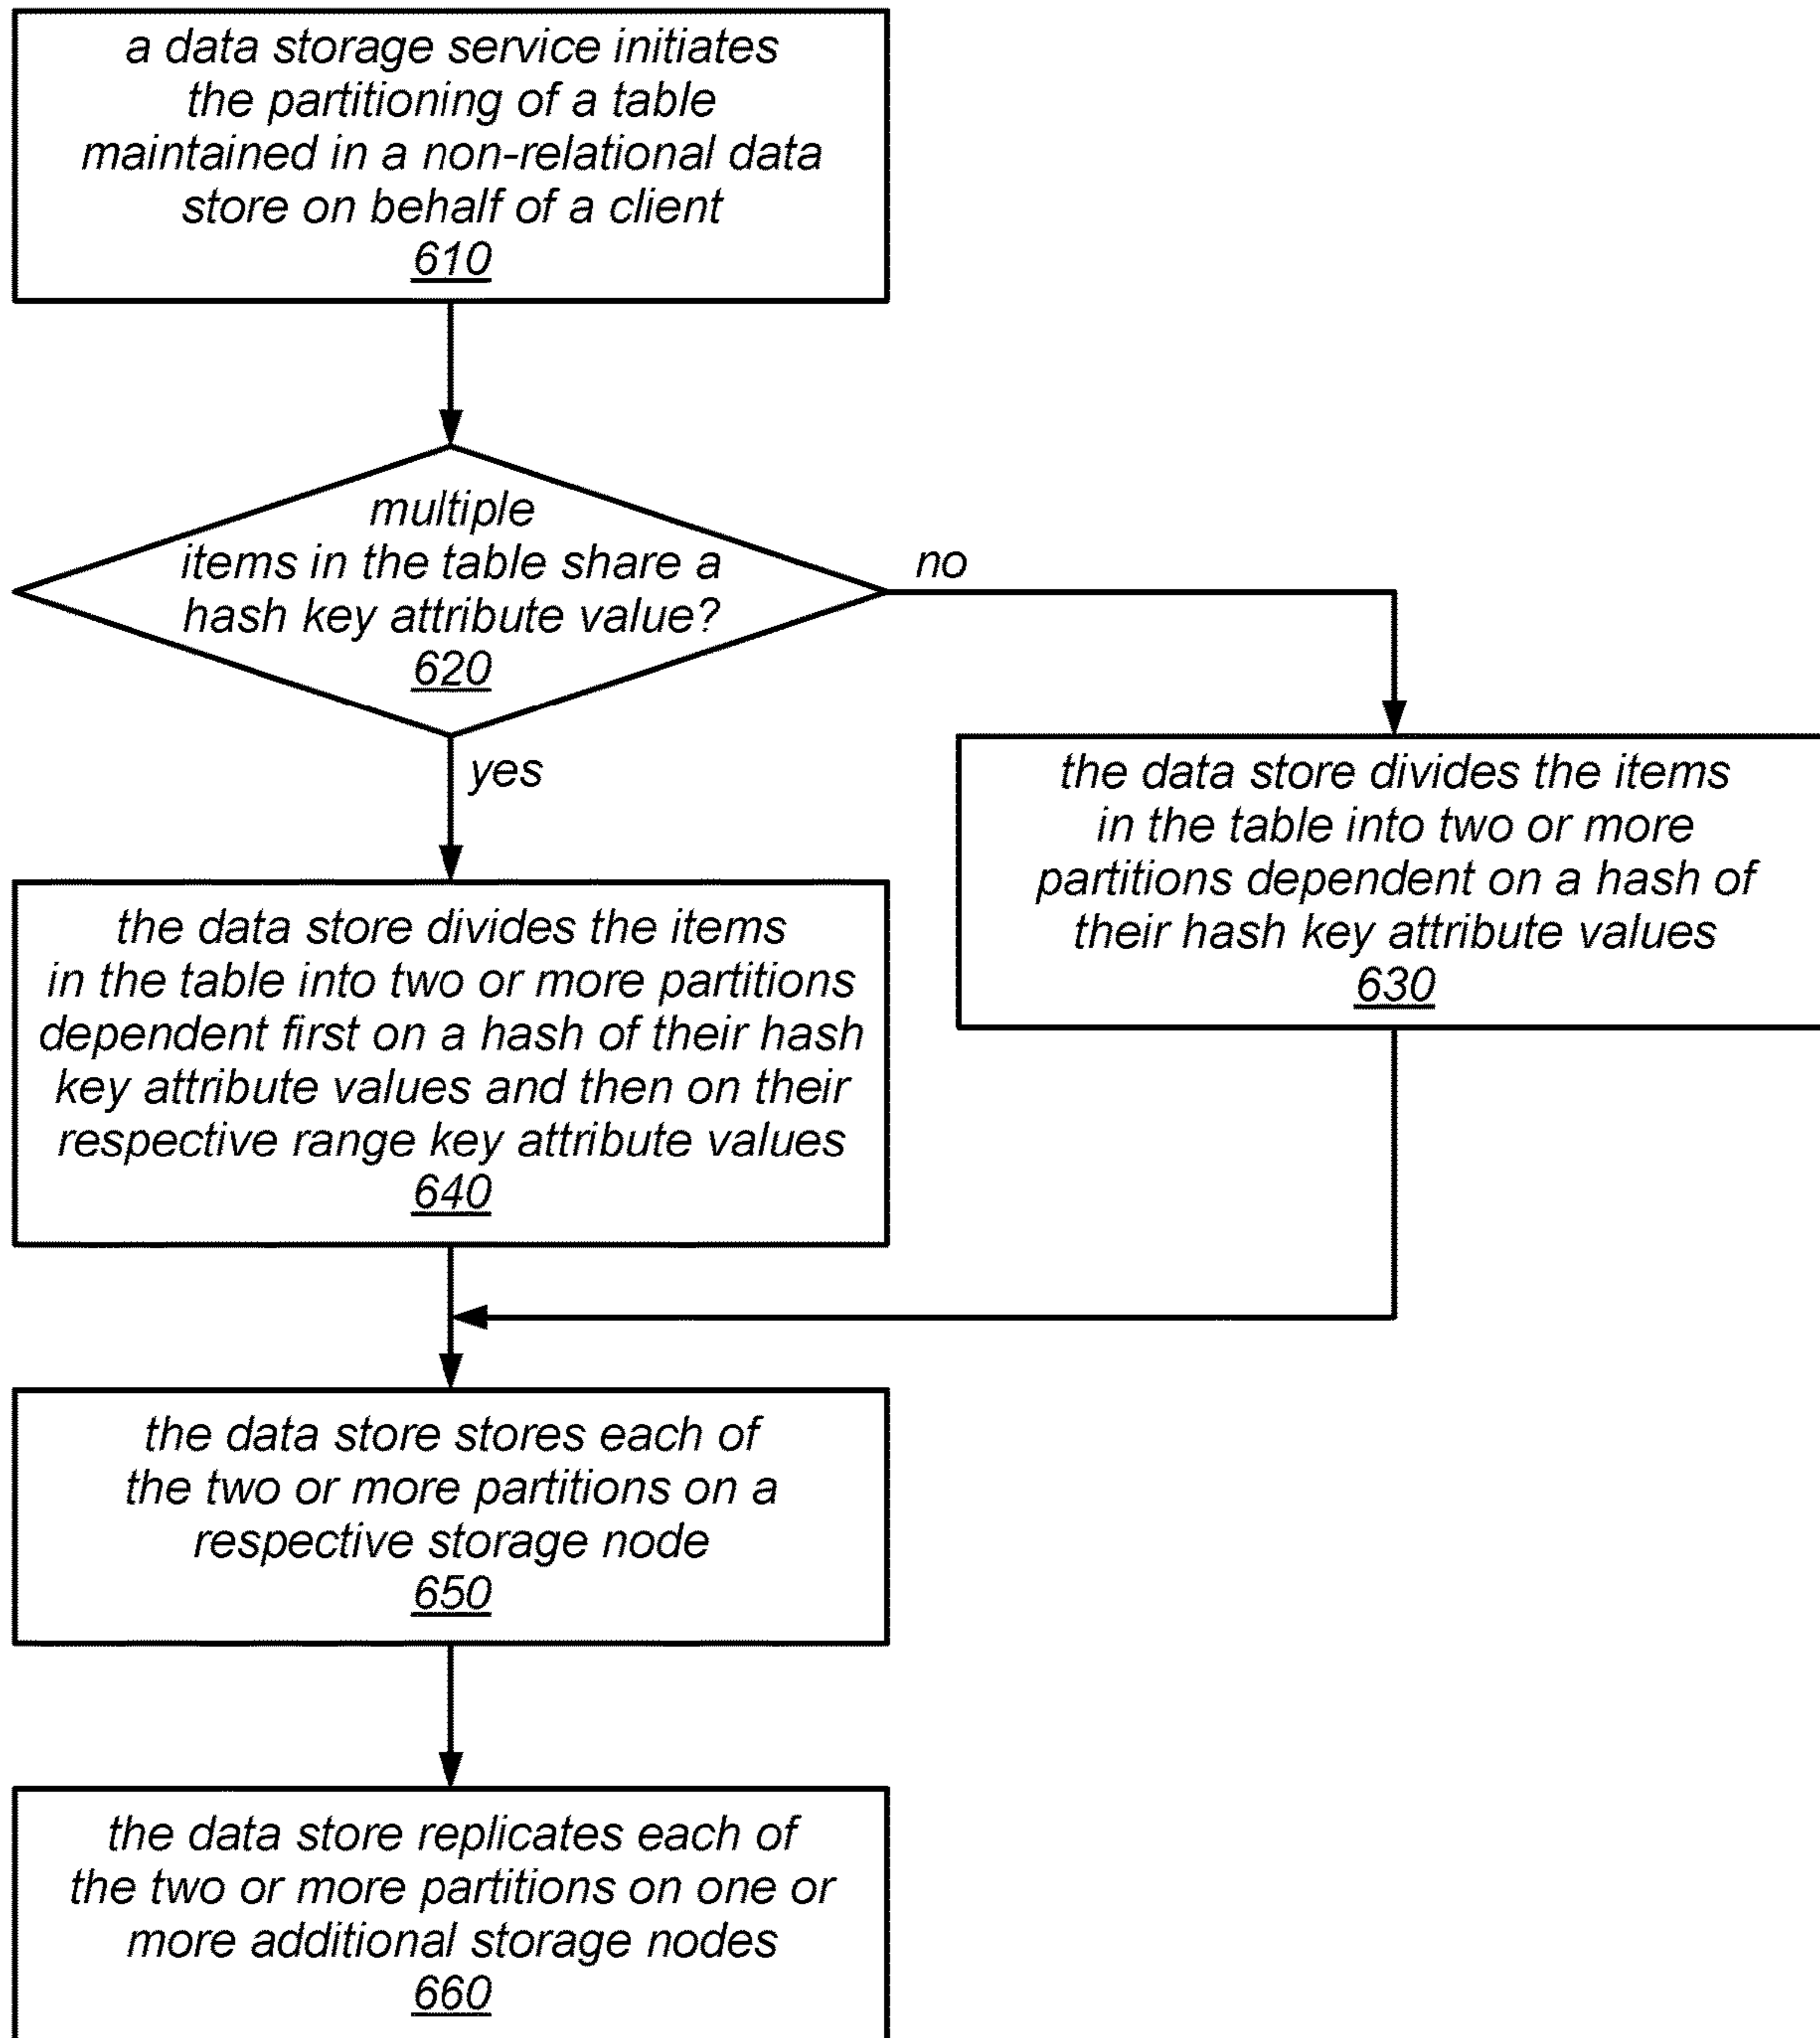 a data storage service initiates
the partitioning of a table
maintained in a non-relational data
store on behalf of a client
610
multiple
items in the table share a
hash key attribute value?
620
no
yes
the data store divides the items
in the table into two or more
partitions dependent on a hash of
their hash key attribute values
630
the data store divides the items
in the table into two or more partitions
dependent first on a hash of their hash
key attribute values and then on their
respective range key attribute values
640
the data store stores each of
the two or more partitions on a
respective storage node
650
the data store replicates each of
the two or more partitions on one or
more additional storage nodes
660